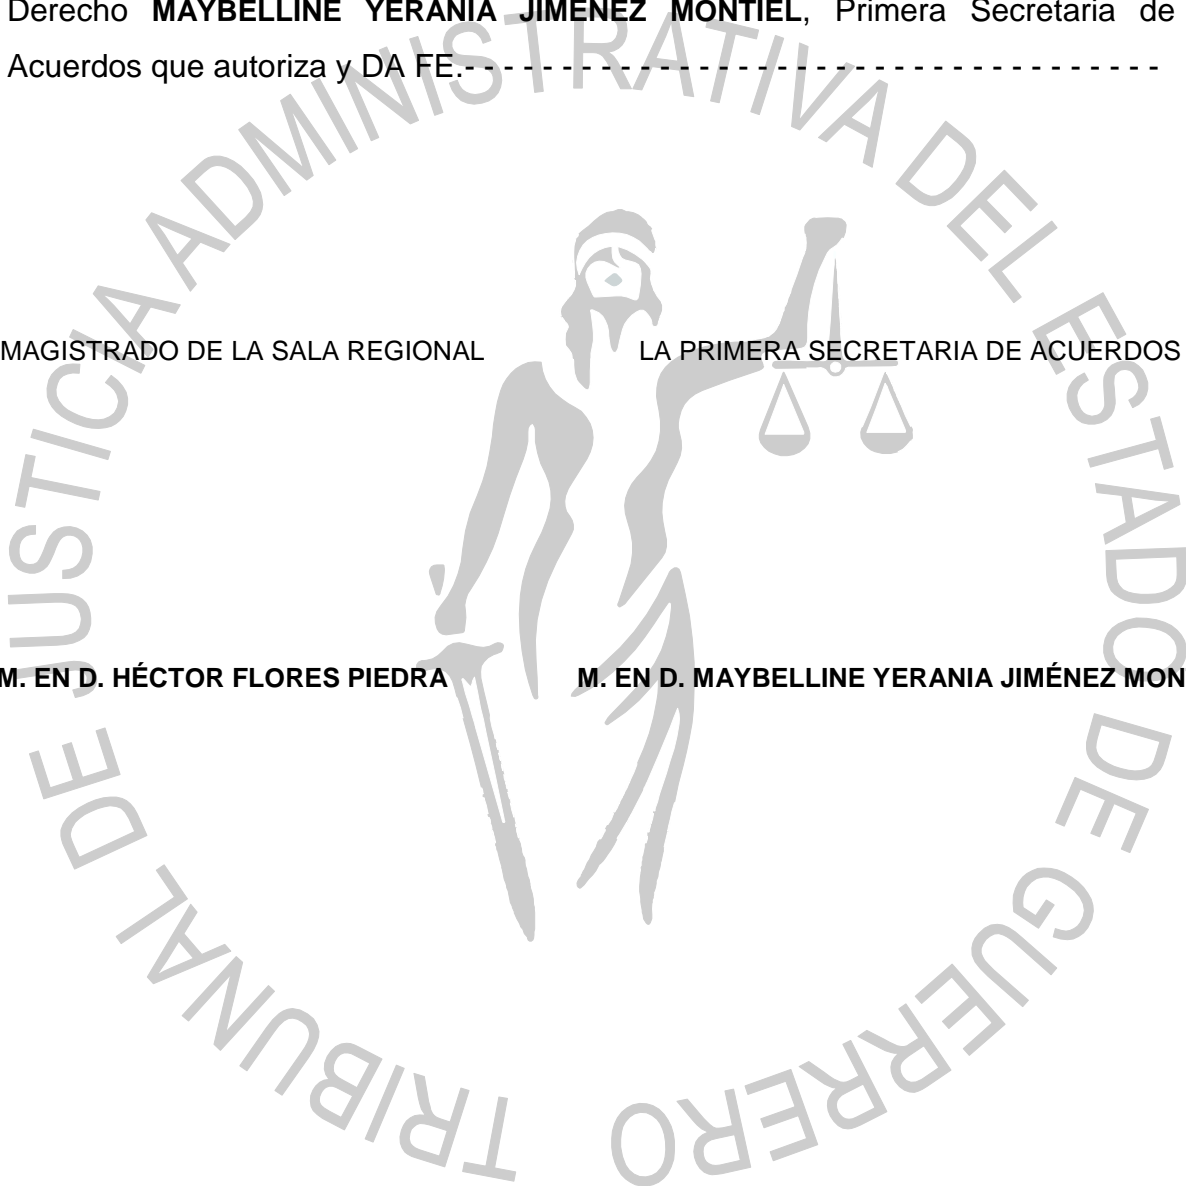 Derecho MAYBELLINE YERANIA JIMÉNEZ MONTIEL, Primera Secretaria de
Acuerdos que autoriza y DA FE.- - - - - - - - - - - - - - - - - - - - - - - - - - - - - - - - - - - -
MAGISTRADO DE LA SALA REGIONAL LA PRIMERA SECRETARIA DE ACUERDOS
M. EN D. HÉCTOR FLORES PIEDRA M. EN D. MAYBELLINE YERANIA JIMÉNEZ MON
TRIBUNAL DE JUSTICIA ADMINISTRATIVA DEL ESTADO DE GUERRERO